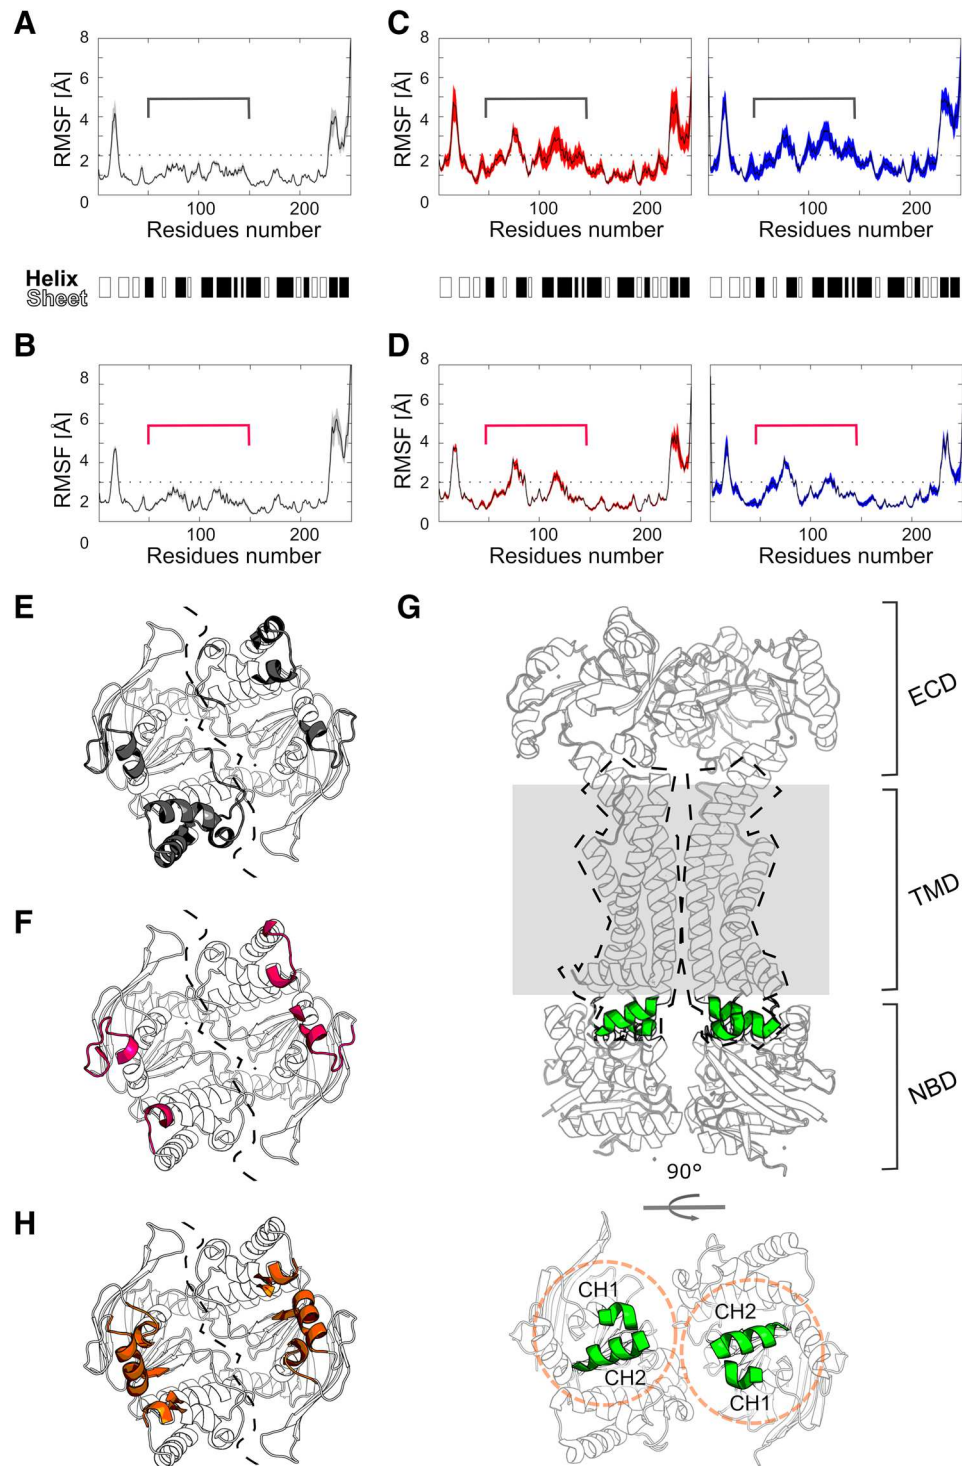 A
C
8
6
4
2
0
RMSF [Å]
100
200
Residues number
8
6
4
2
0
RMSF [Å]
100
200
Residues number
100
200
Residues number
Helix
Sheet
B
D
8
6
4
2
0
RMSF [Å]
100
200
Residues number
8
6
4
2
0
RMSF [Å]
100
200
Residues number
100
200
Residues number
E
G
ECD
TMD
NBD
F
90°
H
CH1
CH2
CH2
CH1